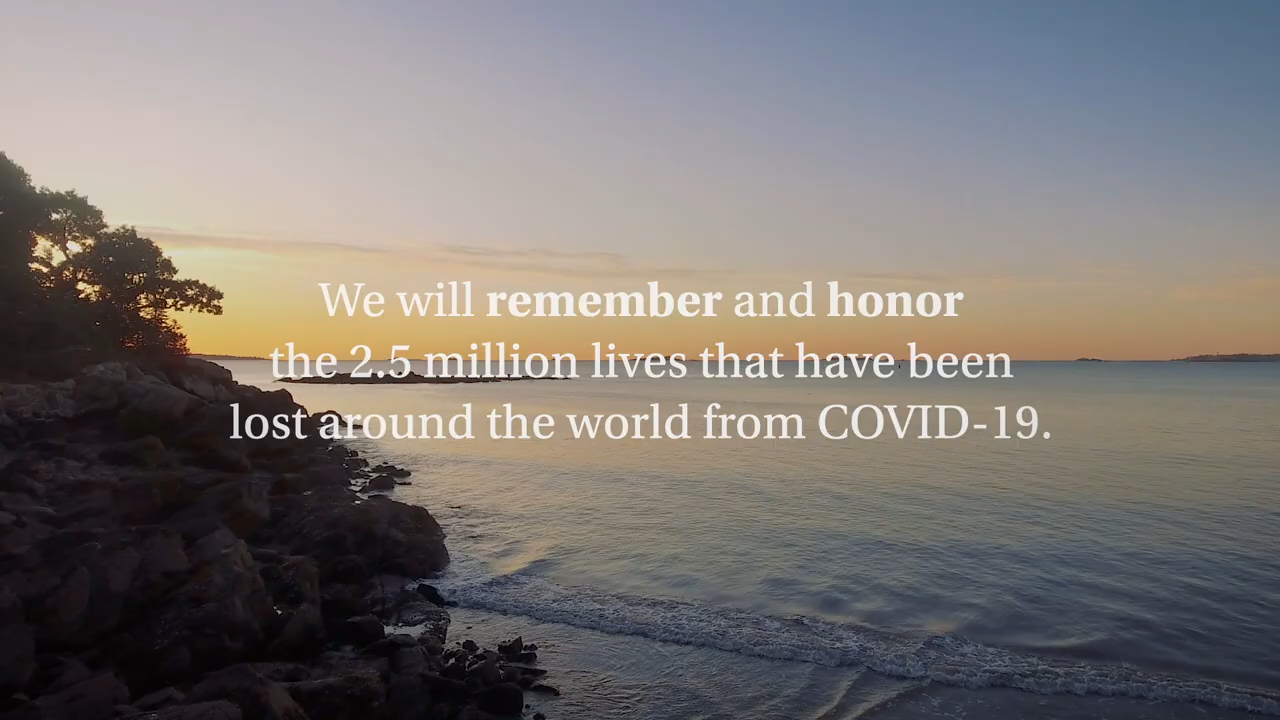 We will remember and honor
the 2.5 million lives that have been
lost around the world from COVID-19.